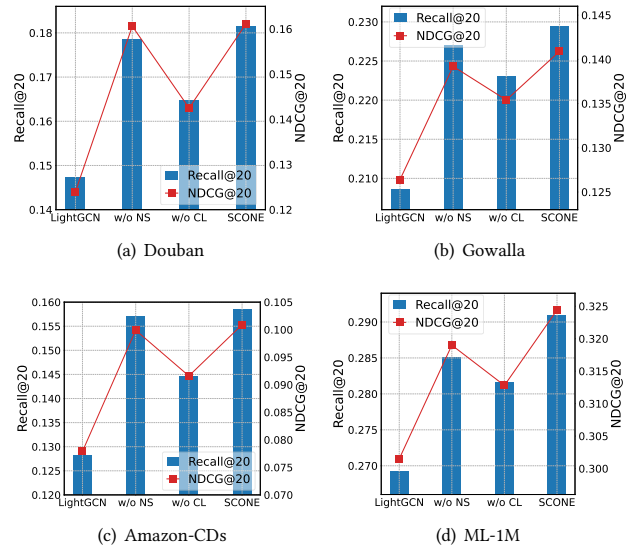 0.18
0.17
0.16
0.15
0.14
Recall@20
0.16
0.15
0.14
0.13
0.12
NDCG@20
Recall@20
NDCG@20
LightGCN w/o NS w/o CL SCONE
(a) Douban
0.230
0.225
0.220
0.215
0.210
Recall@20
0.145
0.140
0.135
0.130
0.125
NDCG@20
Recall@20
NDCG@20
LightGCN w/o NS w/o CL SCONE
(b) Gowalla
0.160
0.155
0.150
0.145
0.140
0.135
0.130
0.125
0.120
Recall@20
0.105
0.100
0.095
0.090
0.085
0.080
0.075
0.070
NDCG@20
Recall@20
NDCG@20
LightGCN w/o NS w/o CL SCONE
(c) Amazon-CDs
0.290
0.285
0.280
0.275
0.270
Recall@20
0.325
0.320
0.315
0.310
0.305
0.300
NDCG@20
Recall@20
NDCG@20
LightGCN w/o NS w/o CL SCONE
(d) ML-1M